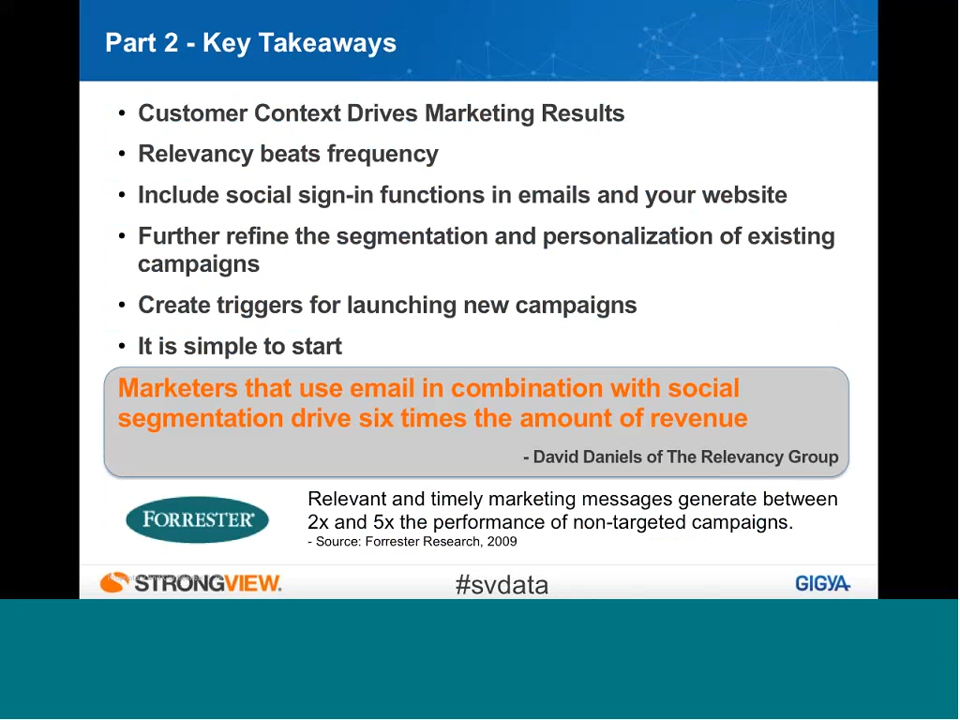 Part 2 - Key Takeaways
• Customer Context Drives Marketing Results
• Relevancy beats frequency
• Include social sign-in functions in emails and your website
• Further refine the segmentation and personalization of existing
campaigns
• Create triggers for launching new campaigns
• It is simple to start
Marketers that use email in combination with social
segmentation drive six times the amount of revenue
- David Daniels of The Relevancy Group
FORRESTER®
Relevant and timely marketing messages generate between
2x and 5x the performance of non-targeted campaigns.
- Source: Forrester Research, 2009
STRONGVIEW.
#svdata
GIGYA